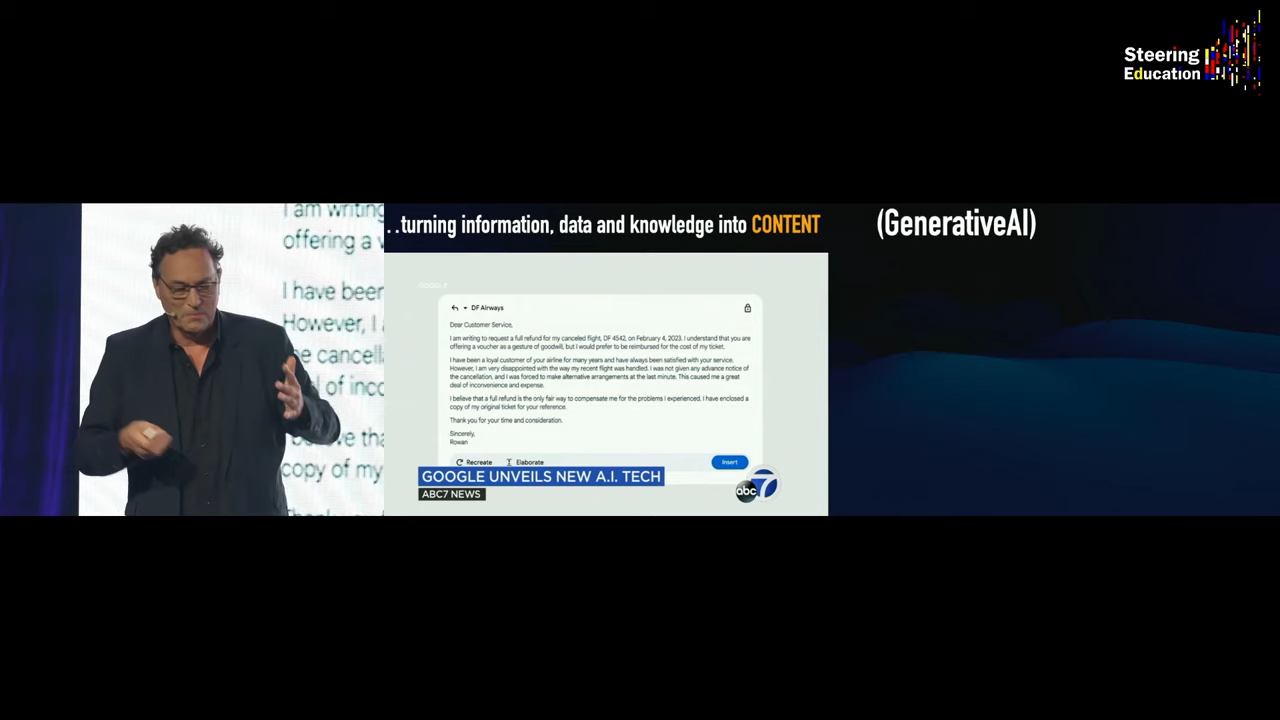 Steering
Education
I am writing
offering a v
I have been
However, I a
he cancella
al of inco
copy of my
. .turning information, data and knowledge into CONTENT
(GenerativeAI)
GOOGLE
DF Airways
Dear Customer Service,
I am writing to request a full refund for my canceled flight, DF 4542, on February 4, 2023. I understand that you are
offering a voucher as a gesture of goodwill, but I would prefer to be reimbursed for the cost of my ticket.
I have been a loyal customer of your airline for many years and have always been satisfied with your service.
However, I am very disappointed with the way my recent flight was handled. I was not given any advance notice of
the cancellation, and I was forced to make alternative arrangements at the last minute. This caused me a great
deal of inconvenience and expense.
I believe that a full refund is the only fair way to compensate me for the problems I experienced. I have enclosed a
copy of my original ticket for your reference.
Thank you for your time and consideration.
Sincerely,
Rowan
Recreate Elaborate Insert
GOOGLE UNVEILS NEW A.I. TECH
ABC7 NEWS
abc 7